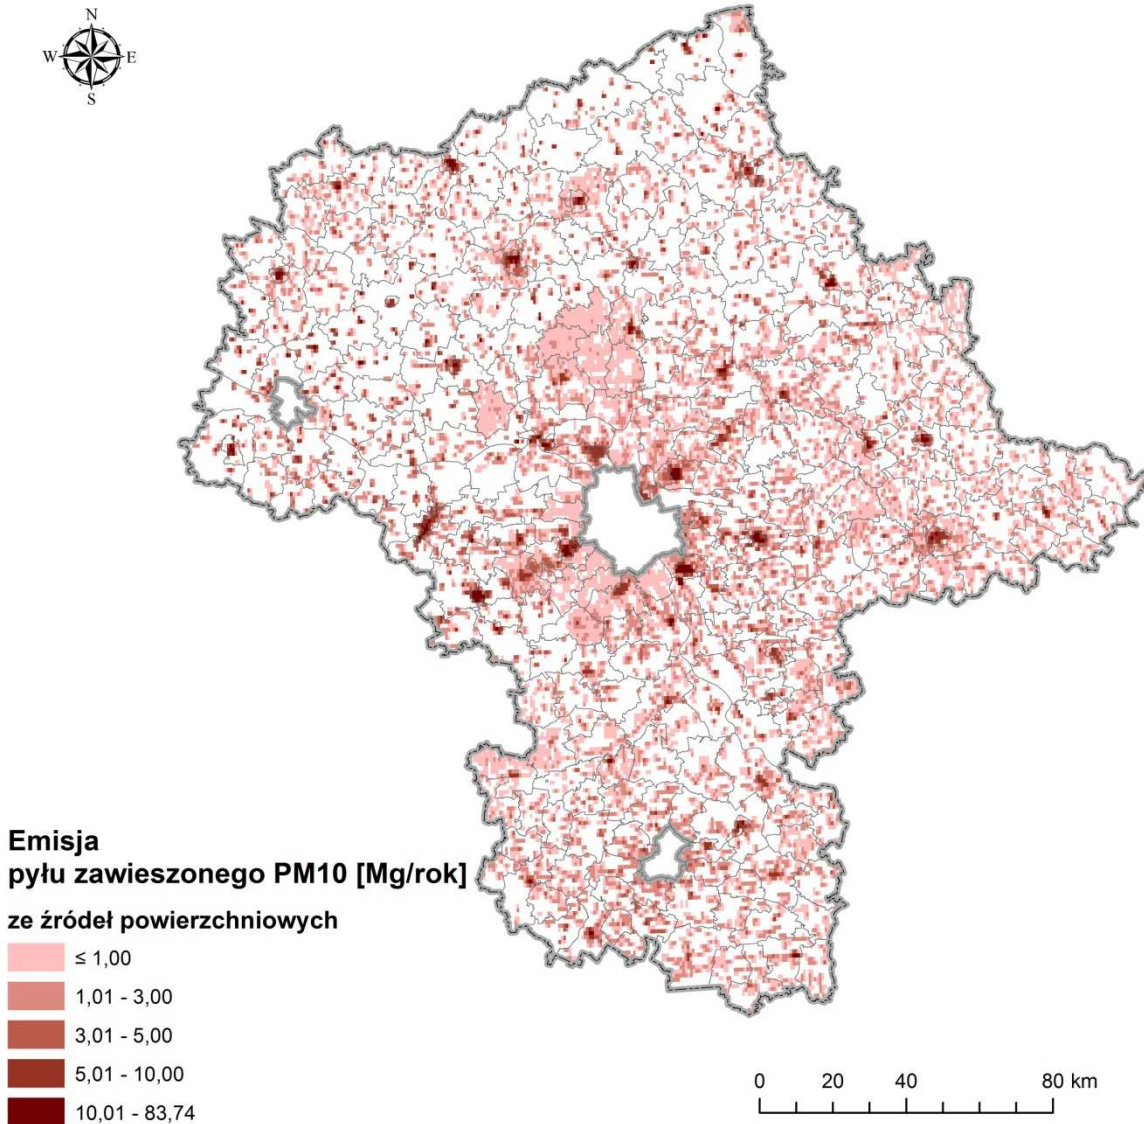 N
W E
S
Emisja
pyłu zawieszonego PM10 [Mg/rok]
ze źródeł powierzchniowych
≤ 1,00
1,01 - 3,00
3,01 - 5,00
5,01 - 10,00
10,01 - 83,74
0 20 40 80 km